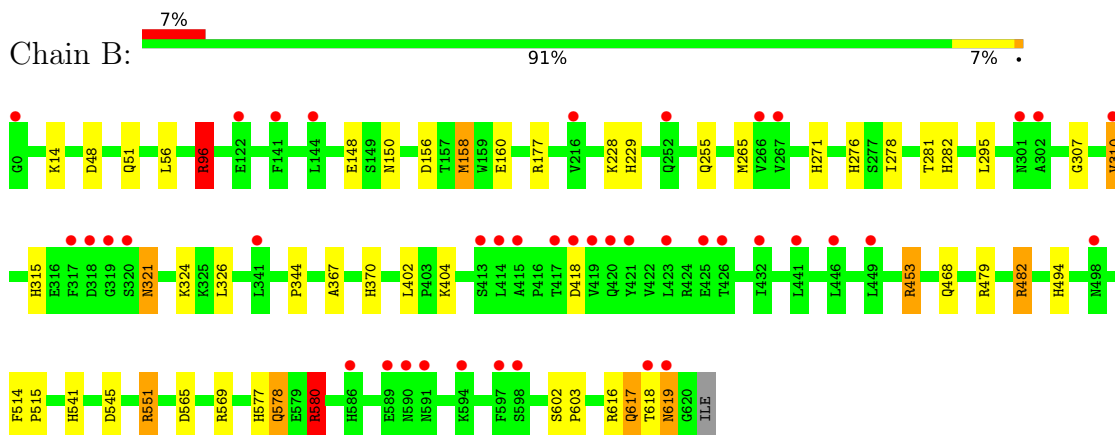 7%
Chain B:
91%
7%
•
G0 K14 D48 Q51 L56 R96 E122 F141 L144 E148 S149 N150 D156 T157 M158 W159 E160 R177 V216 K228 H229 Q252 Q255 M265 V266 V267 H271 H276 S277 I278 T281 H282 L295 N301 A302 G307
H315 E316 F317 D318 G319 S320 N321 K324 K325 L326 L341 P344 A367 H370 L402 P403 K404 S413 L414 A415 P416 T417 D418 V419 Q420 Y421 V422 L423 R424 E425 T426 I432 L441 L446 L449 R453 Q468 R479 R482 H494 N498
F514 P515 H541 D545 R551 D565 R569 H577 Q578 E579 R580 H586 E589 N590 N591 K594 F597 S598 S602 P603 R616 Q617 T618 N619 G620 ILE